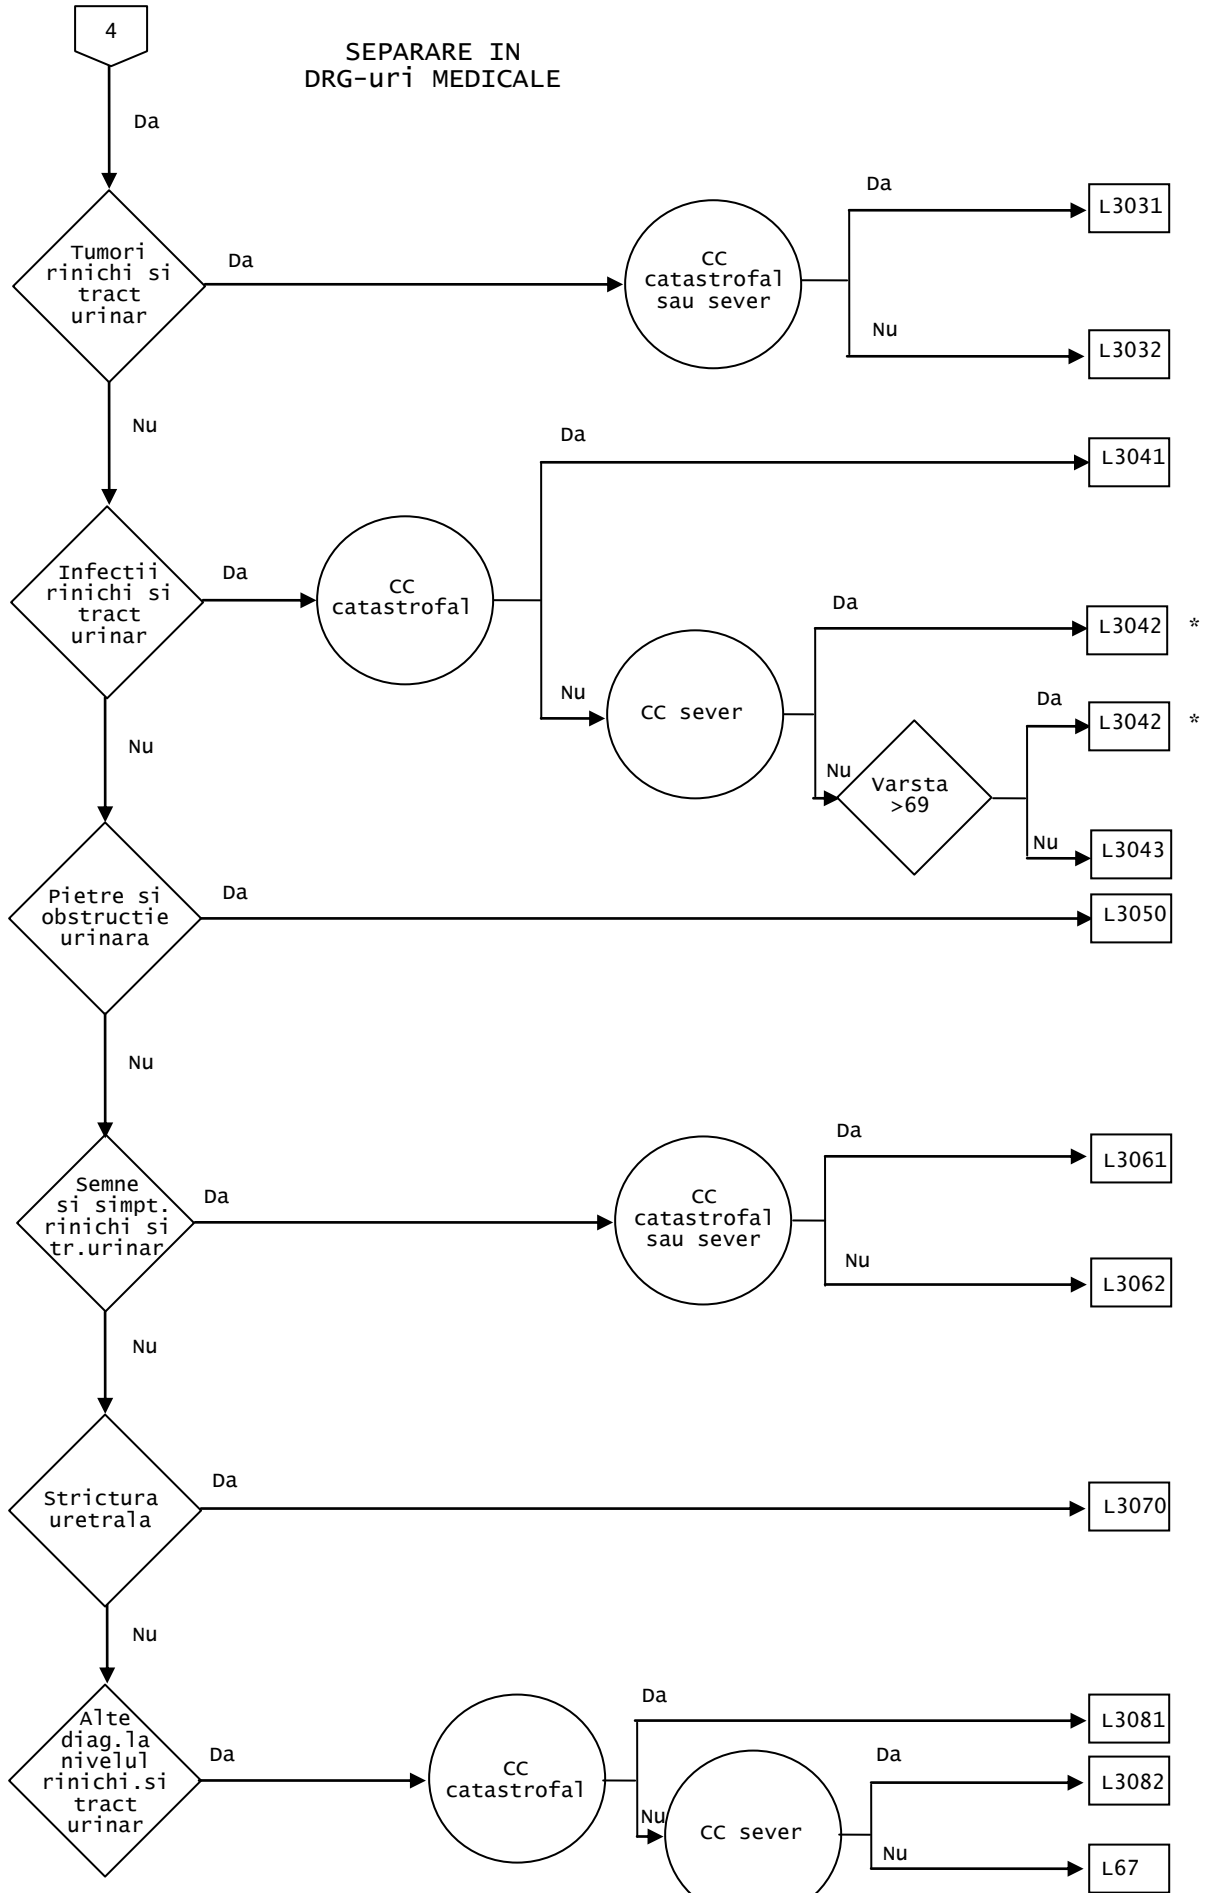 4
SEPARARE IN
DRG-uri MEDICALE
Da
Da
L3031
Tumori
rinichi si
tract
urinar
Da
CC
catastrofal
sau sever
Nu
L3032
Nu
Da
L3041
Infectii
rinichi si
tract
urinar
Da
CC
catastrofal
Da
L3042 *
Nu
CC sever
Da
L3042 *
Nu
Varsta
>69
Nu
L3043
Nu
Pietre si
obstructie
urinara
Da
L3050
Nu
Semne
si simpt.
rinichi si
tr.urinar
Da
CC
catastrofal
sau sever
Da
L3061
Nu
L3062
Nu
Strictura
uretrala
Da
L3070
Nu
Alte
diag.la
nivelul
rinichi.si
tract
urinar
Da
CC
catastrofal
Da
L3081
Nu
CC sever
Da
L3082
Nu
L67